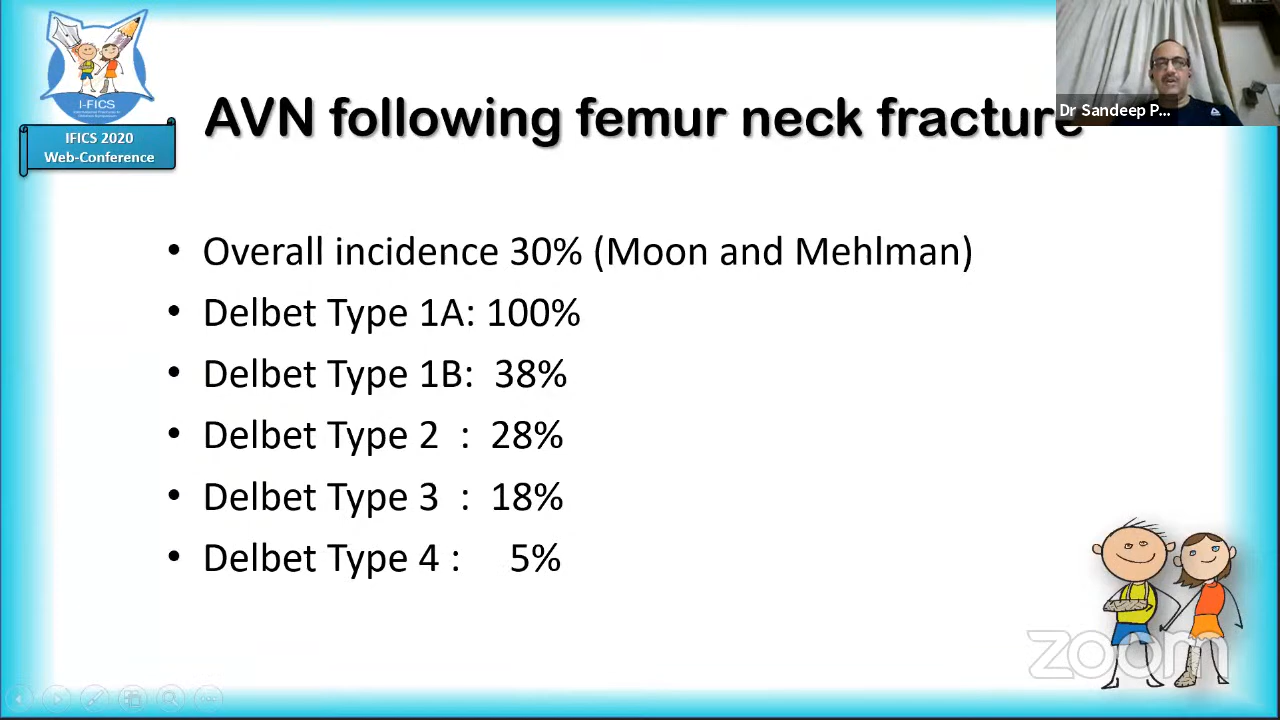 I-FICS
IFICS 2020
Web-Conference
AVN following femur neck fracture
Dr Sandeep P...
• Overall incidence 30% (Moon and Mehlman)
• Delbet Type 1A: 100%
• Delbet Type 1B: 38%
• Delbet Type 2 : 28%
• Delbet Type 3 : 18%
• Delbet Type 4 : 5%
zoom